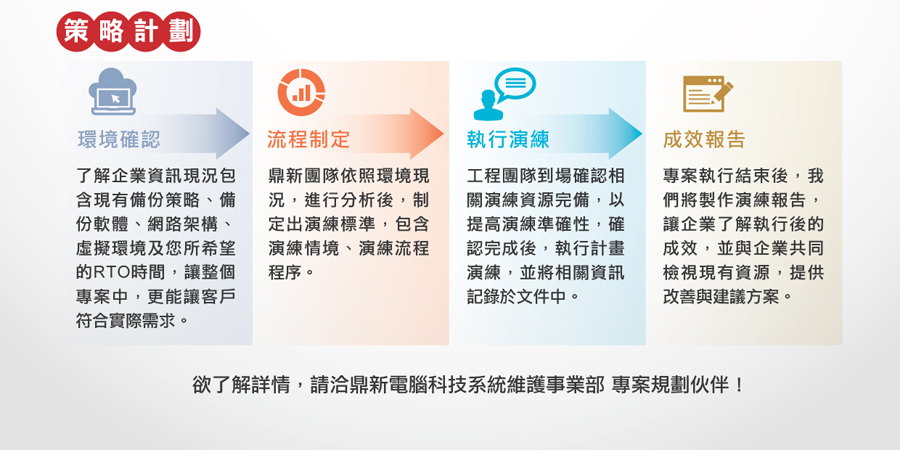 策略計劃
環境確認
了解企業資訊現況包
含現有備份策略、備
份軟體、網路架構、
虛擬環境及您所希望
的RTO時間，讓整個
專案中，更能讓客戶
符合實際需求。
流程制定
鼎新團隊依照環境現
況，進行分析後，制
定出演練標準，包含
演練情境、演練流程
程序。
執行演練
工程團隊到場確認相
關演練資源完備，以
提高演練準確性，確
認完成後，執行計畫
演練，並將相關資訊
記錄於文件中。
成效報告
專案執行結束後，我
們將製作演練報告，
讓企業了解執行後的
成效，並與企業共同
檢視現有資源，提供
改善與建議方案。
欲了解詳情，請洽鼎新電腦科技系統維護事業部 專案規劃伙伴！